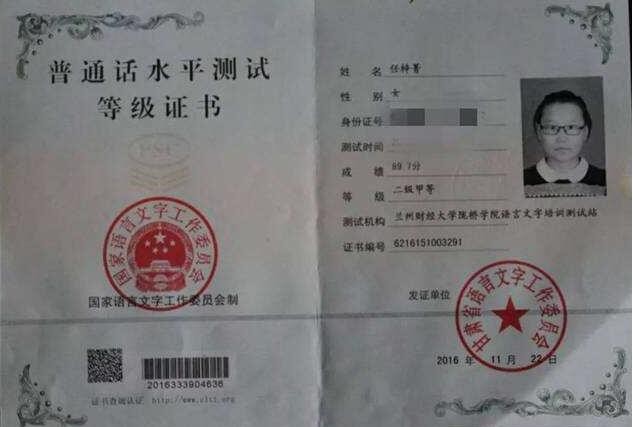 普通话水平测试
等级证书
国家语言文字工作委员会
国家语言文字工作委员会制
2016333904636
证书查询认证 http://www.cltt.org
姓 名 任梓菁
性 别 女
身份证号
测试时间
成 绩 89.7分
等 级 二级甲等
测试机构 兰州财经大学陇桥学院语言文字培训测试站
证书编号 6216151003291
发证单位
甘肃省语言文字工作委员会
2016 年 11 月 22 日